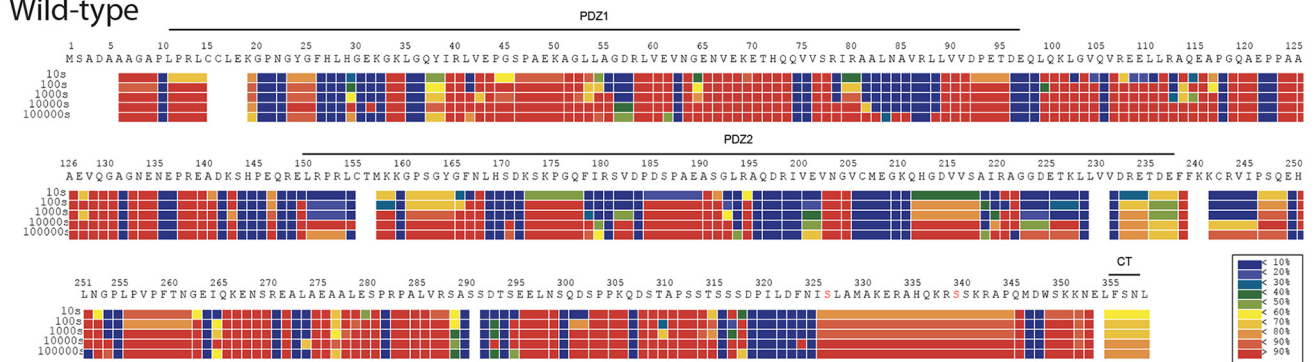 Wild-type
PDZ1
1 5 10 15 20 25 30 35 40 45 50 55 60 65 70 75 80 85 90 95 100 105 110 115 120 125
M S A D A A A G A P L P R L C C L E K G P N G Y G F H L H G E K G K L G Q Y I R L V E P G S P A E K A G L L A G D R L V E V N G E N V E K E T H Q Q V V S R I R A A L N A V R L L V V D P E T D E Q L Q K L G V Q V R E E L L R A Q E A P G Q A E P P A A
10s
100s
1000s
10000s
100000s
PDZ2
126 130 135 140 145 150 155 160 165 170 175 180 185 190 195 200 205 210 215 220 225 230 235 240 245 250
A E V Q G A G N E N E P R E A D K S H P E Q R E L R P R L C T M K K G P S G Y G F N L H S D K S K P G Q F I R S V D P D S P A E A S G L R A Q D R I V E V N G V C M E G K Q H G D V V S A I R A G G D E T K L L V V D R E T D E F F K K C R V I P S Q E H
10s
100s
1000s
10000s
100000s
CT
251 255 260 265 270 275 280 285 290 295 300 305 310 315 320 325 330 335 340 345 350 355
L N G P L P V P F T N G E I Q K E N S R E A L A E A A L E S P R P A L V R S A S S D T S E E L N S Q D S P P K Q D S T A P S S T S S S D P I L D F N I S L A M A K E R A H Q K R S S K R A P Q M D W S K K N E L F S N L
10s
100s
1000s
10000s
100000s
< 10%
< 20%
< 30%
< 40%
< 50%
< 60%
< 70%
< 80%
< 90%
> 90%